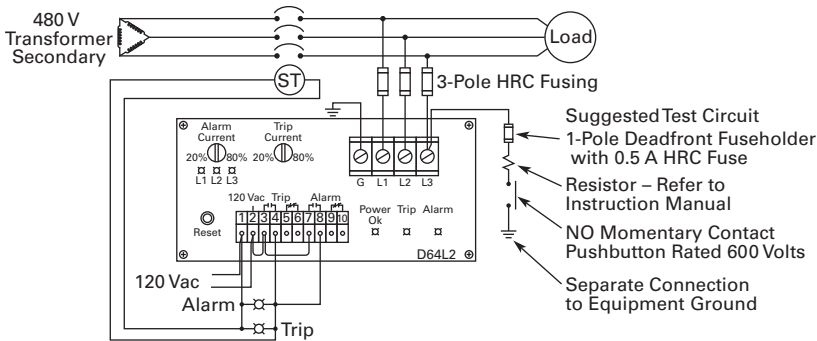 480 V
Transformer
Secondary
Load
ST
3-Pole HRC Fusing
Alarm
Current
Trip
Current
20% 80% 20% 80%
L1 L2 L3
G L1 L2 L3
120 Vac Trip Alarm
1 2 3 4 5 6 7 8 9 10
Reset
Power
Ok
Trip
Alarm
D64L2
120 Vac
Alarm
Trip
Suggested Test Circuit
1-Pole Deadfront Fuseholder
with 0.5 A HRC Fuse
Resistor – Refer to
Instruction Manual
NO Momentary Contact
Pushbutton Rated 600 Volts
Separate Connection
to Equipment Ground